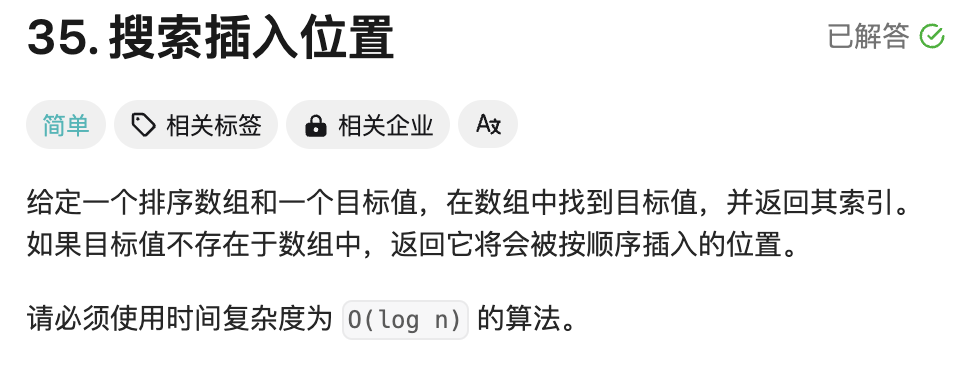 35. 搜索插入位置
已解答
简单 相关标签 相关企业 A文
给定一个排序数组和一个目标值，在数组中找到目标值，并返回其索引。
如果目标值不存在于数组中，返回它将会被按顺序插入的位置。
请必须使用时间复杂度为 O(log n) 的算法。